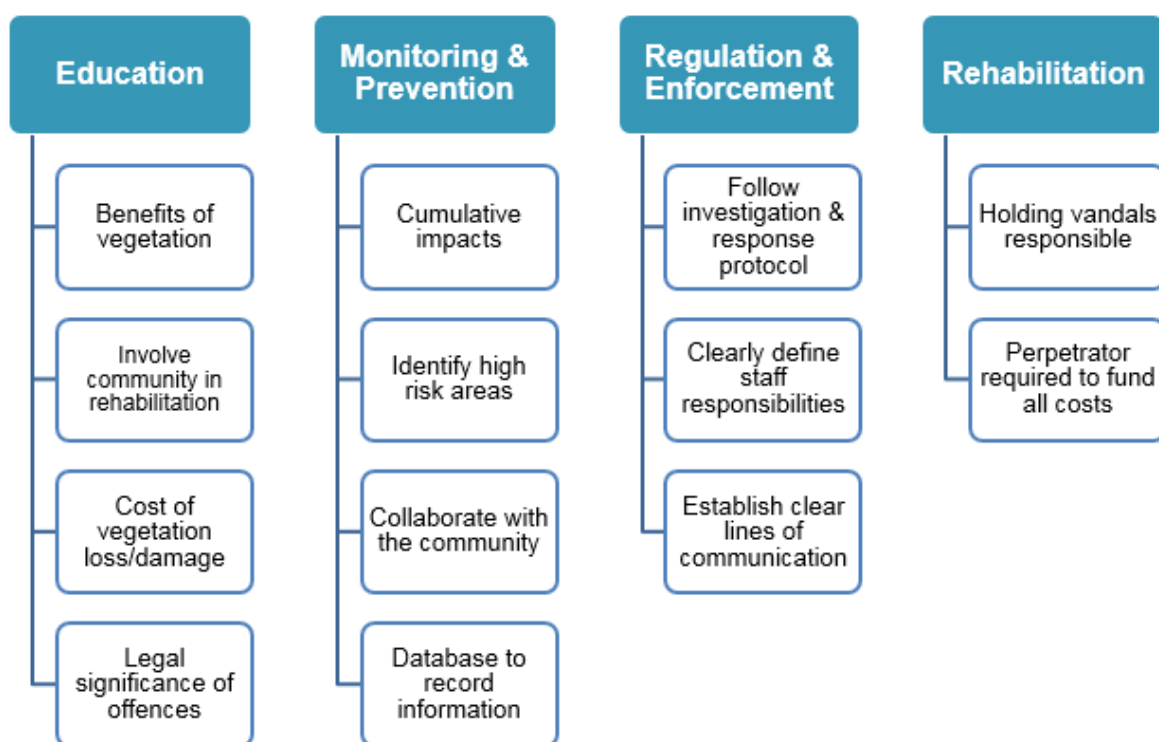 Education
Benefits of
vegetation
Involve
community in
rehabilitation
Cost of
vegetation
loss/damage
Legal
significance of
offences
Monitoring &
Prevention
Cumulative
impacts
Identify high
risk areas
Collaborate with
the community
Database to
record
information
Regulation &
Enforcement
Follow
investigation &
response
protocol
Clearly define
staff
responsibilities
Establish clear
lines of
communication
Rehabilitation
Holding vandals
responsible
Perpetrator
required to fund
all costs